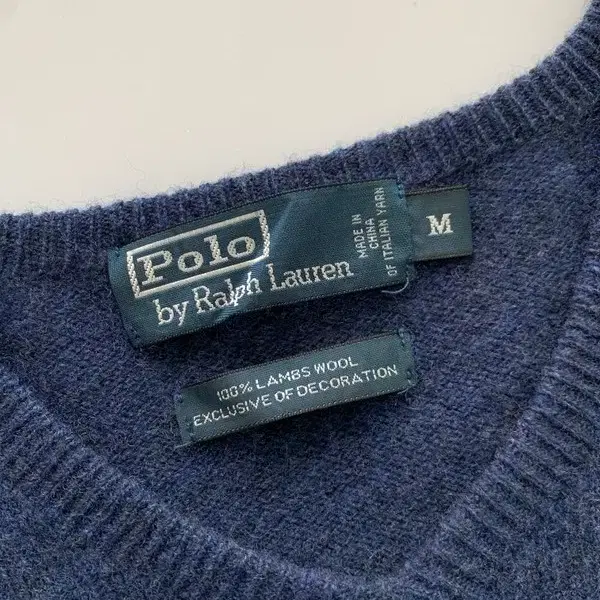 Polo
by Ralph Lauren
MADE IN
CHINA
OF ITALIAN YARN
M
100% LAMBS WOOL
EXCLUSIVE OF DECORATION